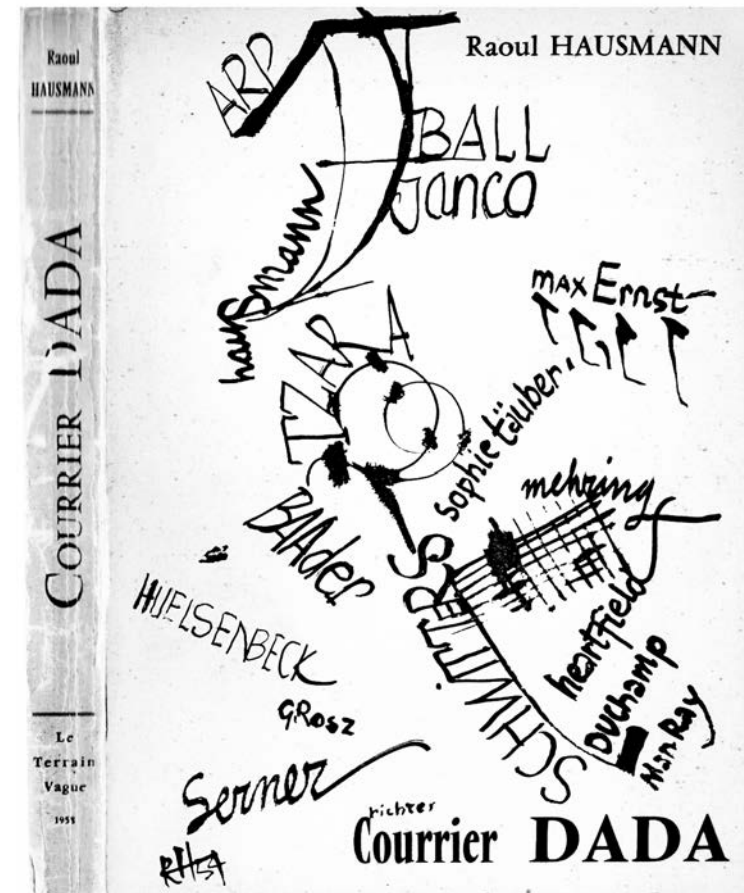 Raoul
HAUSMANN
COURRIER DADA
Le
Terrain
Vague
1958
Raoul HAUSMANN
ARP
BALL
Janco
hausmann
max Ernst
TZARA
sophie täuber
BAAder
mehring
SCHWITTERS
HUELSENBECK
heartfield
DUchamp
Man Ray
GROSZ
Serner
richter
Courrier DADA